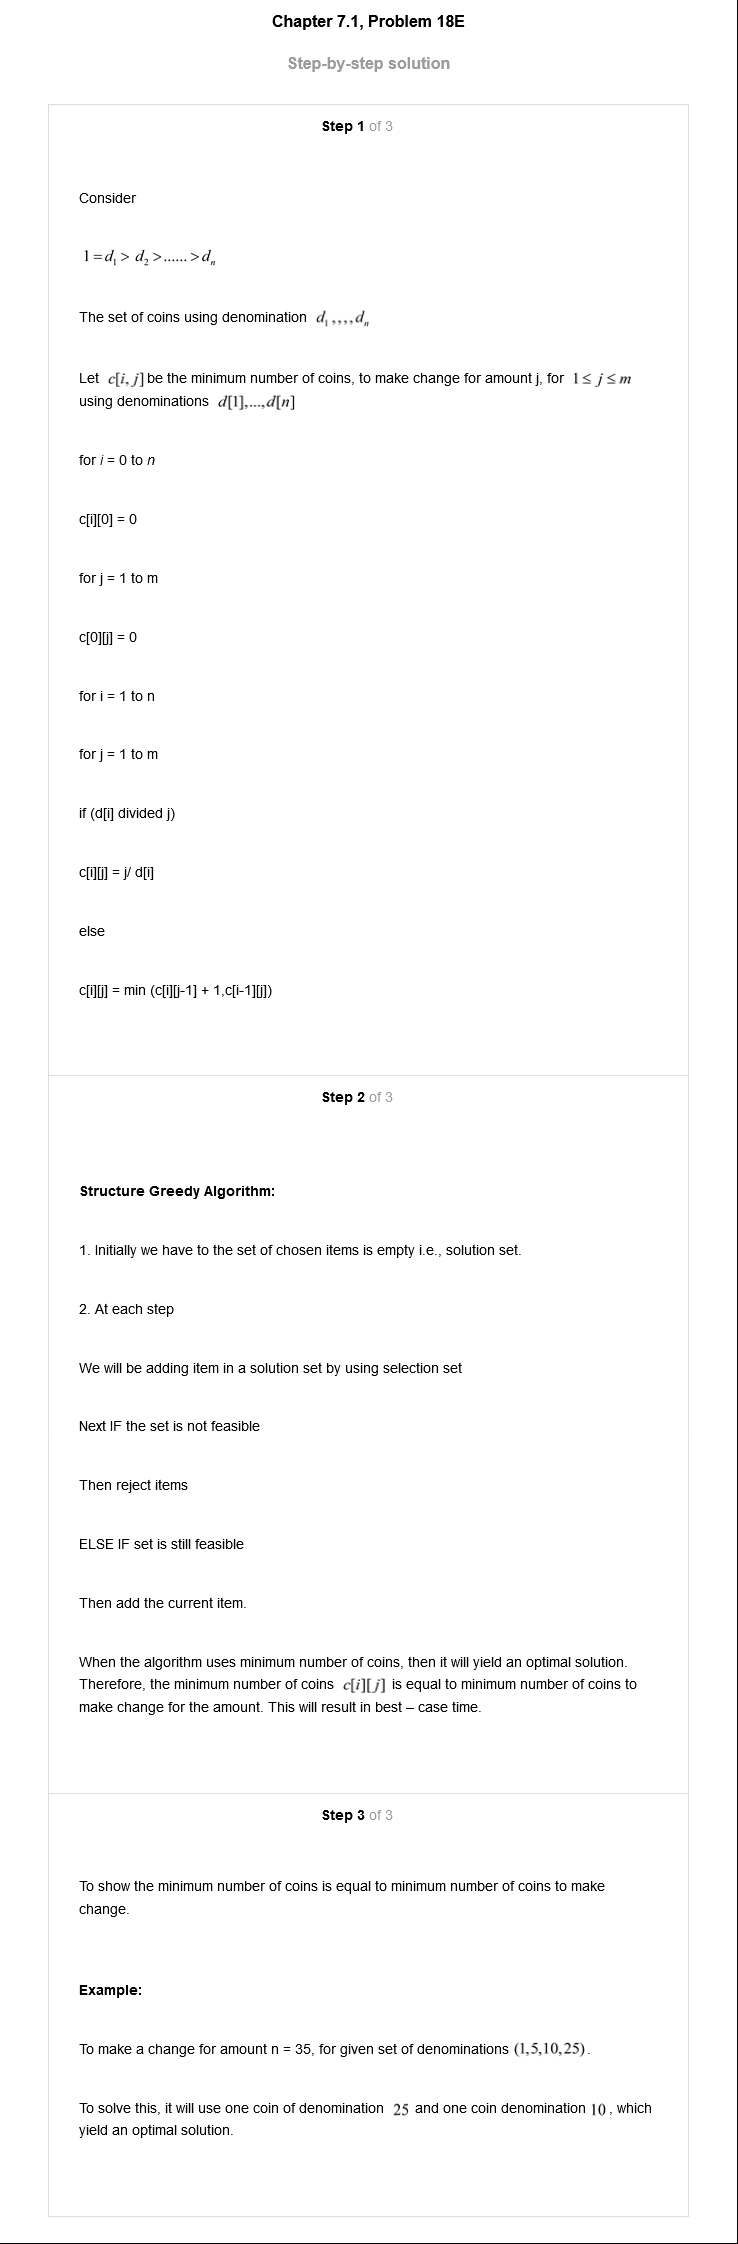 Chapter 7.1, Problem 18E
Step-by-step solution
Step 1 of 3
Consider
1=d₁> d₂ >......>dₙ
The set of coins using denomination d₁,,,,dₙ
Let c[i, j] be the minimum number of coins, to make change for amount j, for 1≤ j≤m
using denominations d[1],...,d[n]
for i = 0 to n
c[i][0] = 0
for j = 1 to m
c[0][j] = 0
for i = 1 to n
for j = 1 to m
if (d[i] divided j)
c[i][j] = j/ d[i]
else
c[i][j] = min (c[i][j-1] + 1,c[i-1][j])
Step 2 of 3
Structure Greedy Algorithm:
1. Initially we have to the set of chosen items is empty i.e., solution set.
2. At each step
We will be adding item in a solution set by using selection set
Next IF the set is not feasible
Then reject items
ELSE IF set is still feasible
Then add the current item.
When the algorithm uses minimum number of coins, then it will yield an optimal solution.
Therefore, the minimum number of coins c[i][j] is equal to minimum number of coins to
make change for the amount. This will result in best – case time.
Step 3 of 3
To show the minimum number of coins is equal to minimum number of coins to make
change.
Example:
To make a change for amount n = 35, for given set of denominations (1,5,10,25).
To solve this, it will use one coin of denomination 25 and one coin denomination 10, which
yield an optimal solution.